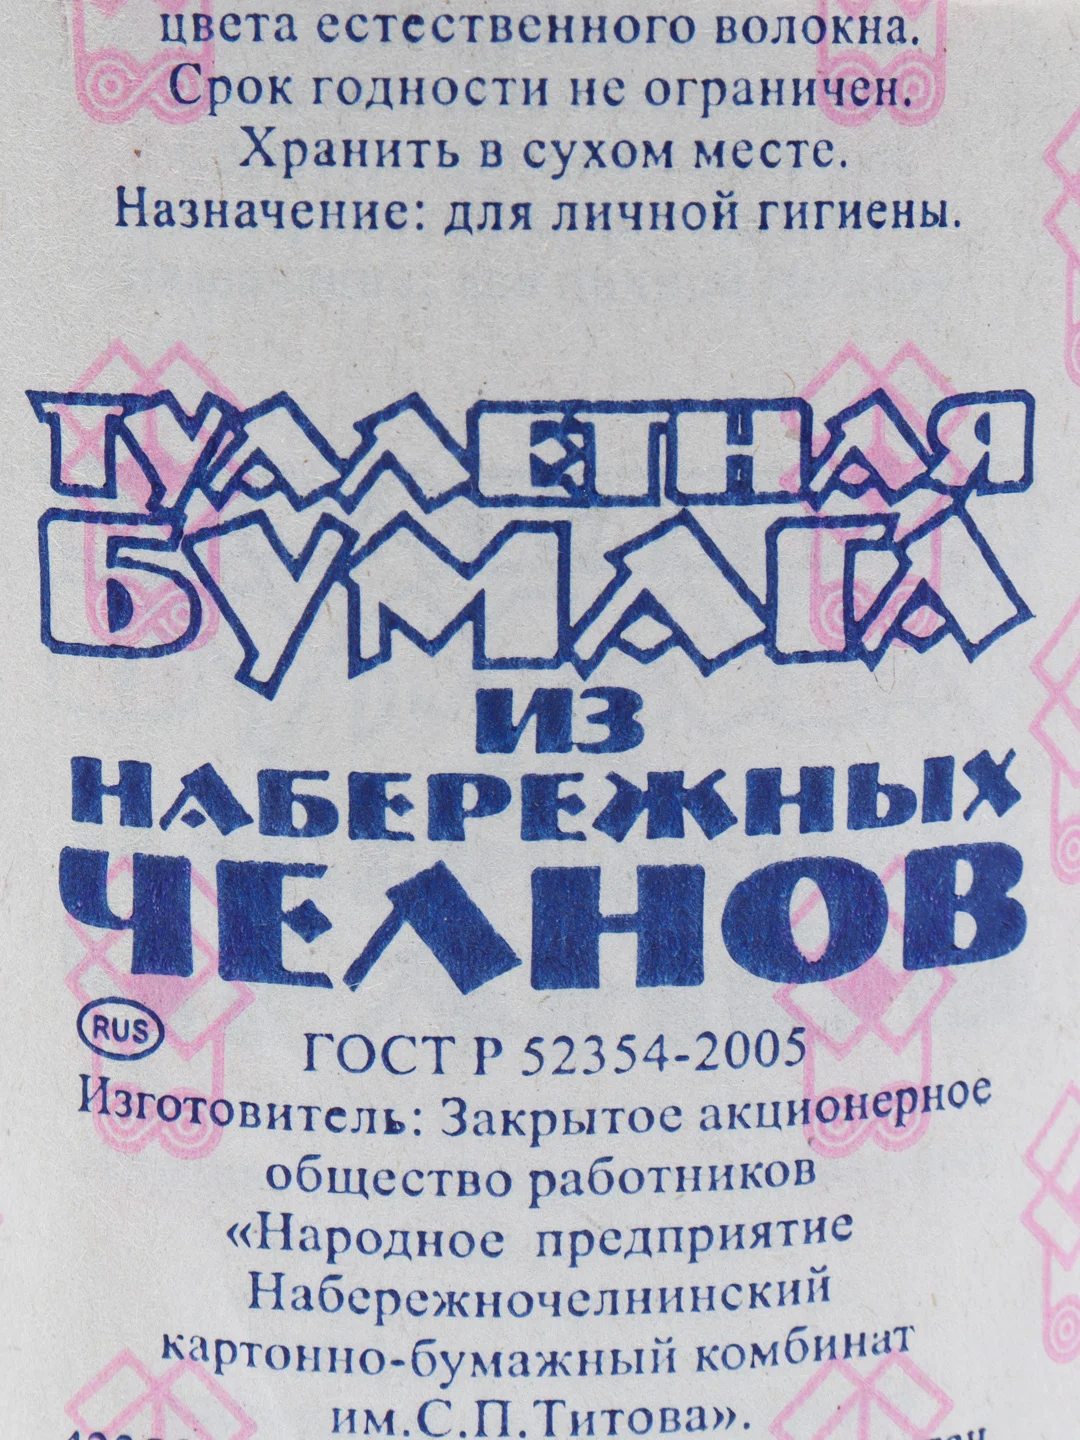 цвета естественного волокна.
Срок годности не ограничен.
Хранить в сухом месте.
Назначение: для личной гигиены.
ТУАЛЕТНАЯ
БУМАГА
ИЗ
НАБЕРЕЖНЫХ
ЧЕЛНОВ
RUS
ГОСТ Р 52354-2005
Изготовитель: Закрытое акционерное
общество работников
«Народное предприятие
Набережночелнинский
картонно-бумажный комбинат
им.С.П.Титова».